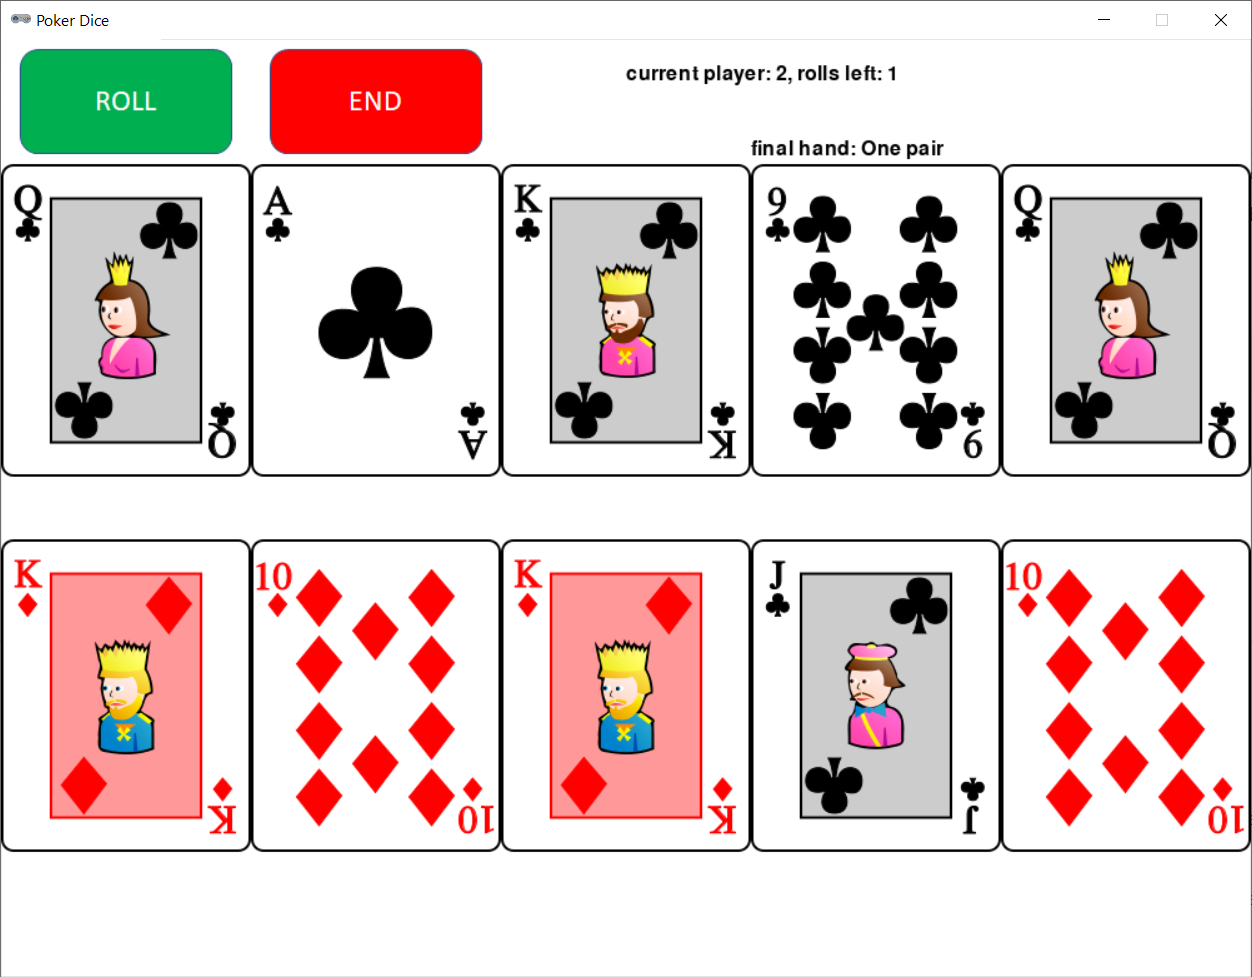 Poker Dice
ROLL
END
current player: 2, rolls left: 1
final hand: One pair
Q
A
K
9
Q
Q
A
K
9
Q
K
10
K
J
10
K
10
K
J
10